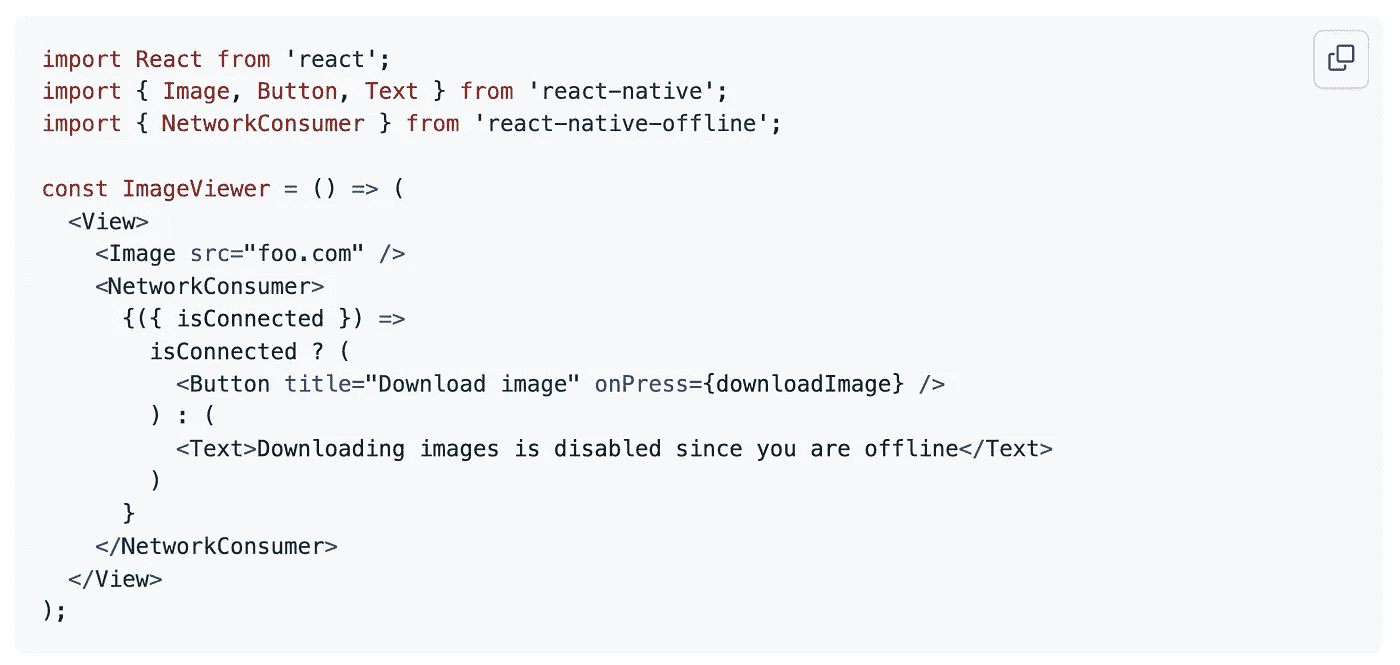 import React from 'react';
import { Image, Button, Text } from 'react-native';
import { NetworkConsumer } from 'react-native-offline';

const ImageViewer = () => (
  <View>
    <Image src="foo.com" />
    <NetworkConsumer>
      {({ isConnected }) =>
        isConnected ? (
          <Button title="Download image" onPress={downloadImage} />
        ) : (
          <Text>Downloading images is disabled since you are offline</Text>
        )
      }
    </NetworkConsumer>
  </View>
);